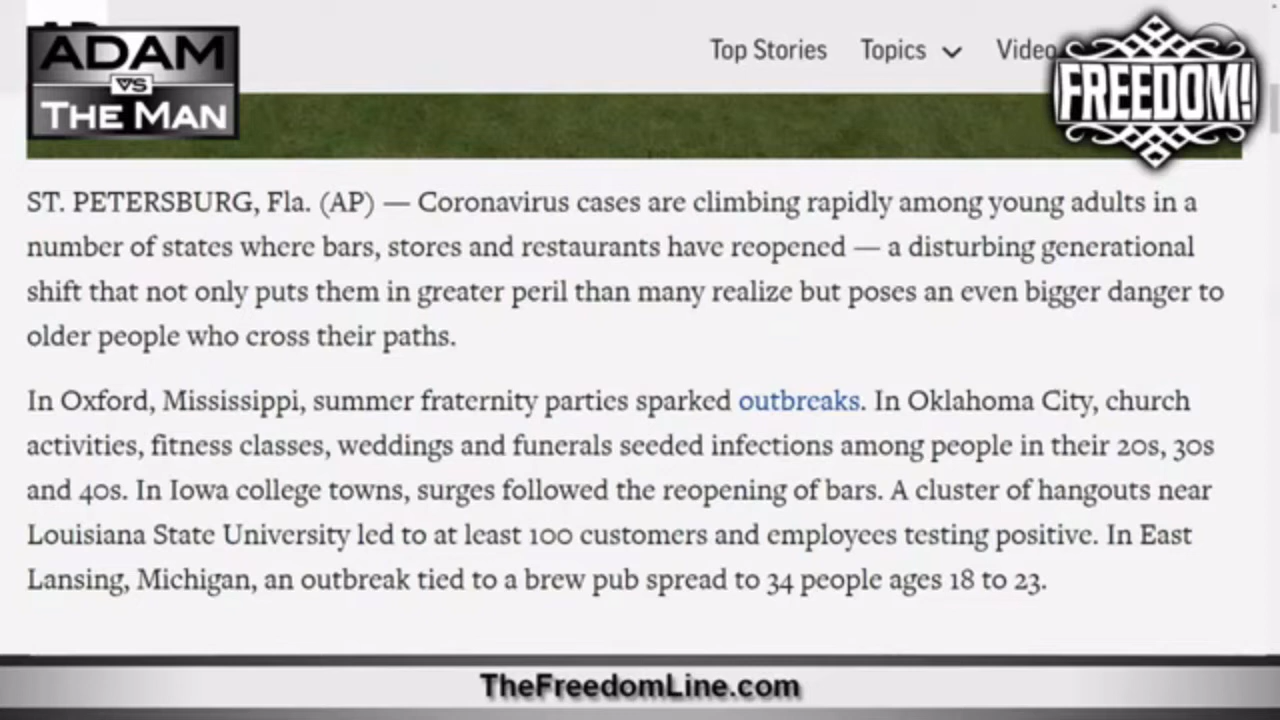 ADAM
VS
THE MAN
Top Stories Topics Video
FREEDOM!
ST. PETERSBURG, Fla. (AP) — Coronavirus cases are climbing rapidly among young adults in a
number of states where bars, stores and restaurants have reopened — a disturbing generational
shift that not only puts them in greater peril than many realize but poses an even bigger danger to
older people who cross their paths.
In Oxford, Mississippi, summer fraternity parties sparked outbreaks. In Oklahoma City, church
activities, fitness classes, weddings and funerals seeded infections among people in their 20s, 30s
and 40s. In Iowa college towns, surges followed the reopening of bars. A cluster of hangouts near
Louisiana State University led to at least 100 customers and employees testing positive. In East
Lansing, Michigan, an outbreak tied to a brew pub spread to 34 people ages 18 to 23.
TheFreedomLine.com